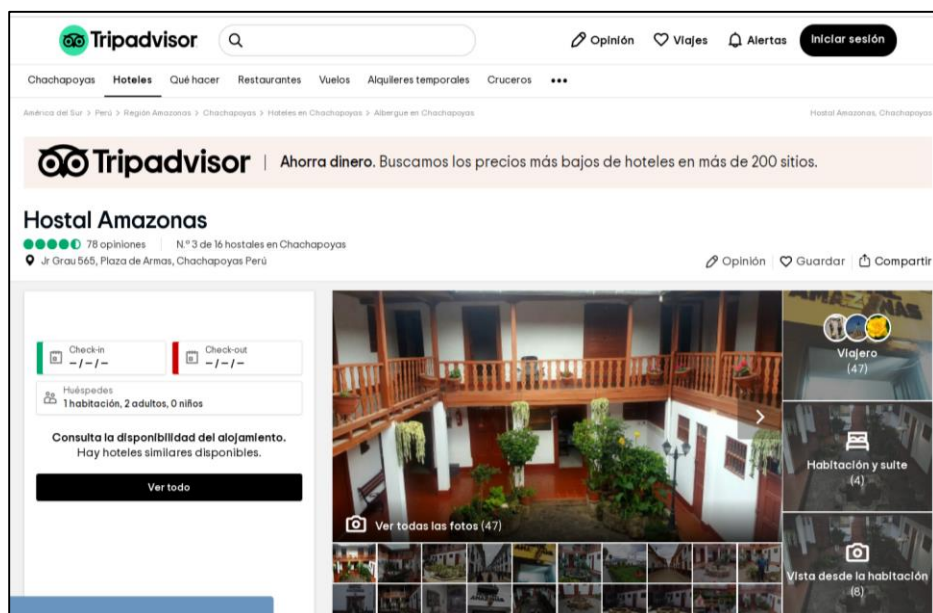 Tripadvisor
Opinión Viajes Alertas Iniciar sesión
Chachapoyas Hoteles Qué hacer Restaurantes Vuelos Alquileres temporales Cruceros •••
América del Sur > Perú > Región Amazonas > Chachapoyas > Hoteles en Chachapoyas > Albergue en Chachapoyas
Hostal Amazonas, Chachapoyas
Tripadvisor | Ahorra dinero. Buscamos los precios más bajos de hoteles en más de 200 sitios.
Hostal Amazonas
78 opiniones | N.º 3 de 16 hostales en Chachapoyas
Jr Grau 565, Plaza de Armas, Chachapoyas Perú
Opinión Guardar Compartir
Check-in
–/–/–
Check-out
–/–/–
Huéspedes
1 habitación, 2 adultos, 0 niños
Consulta la disponibilidad del alojamiento.
Hay hoteles similares disponibles.
Ver todo
Ver todas las fotos (47)
AMAZONAS
Viajero
(47)
Habitación y suite
(4)
Vista desde la habitación
(8)